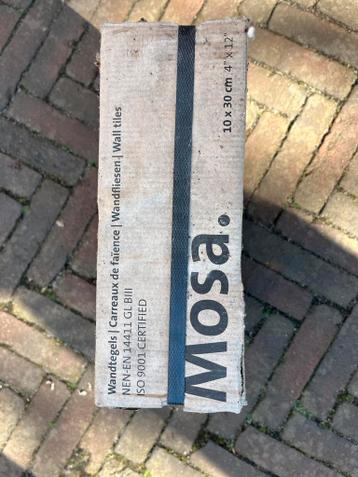 Wandtegels | Carreaux de faïence | Wandfliesen | Wall tiles
NEN-EN 14411 GL BIII
ISO 9001 CERTIFIED
Mosa.
10 x 30 cm 4" x 12"